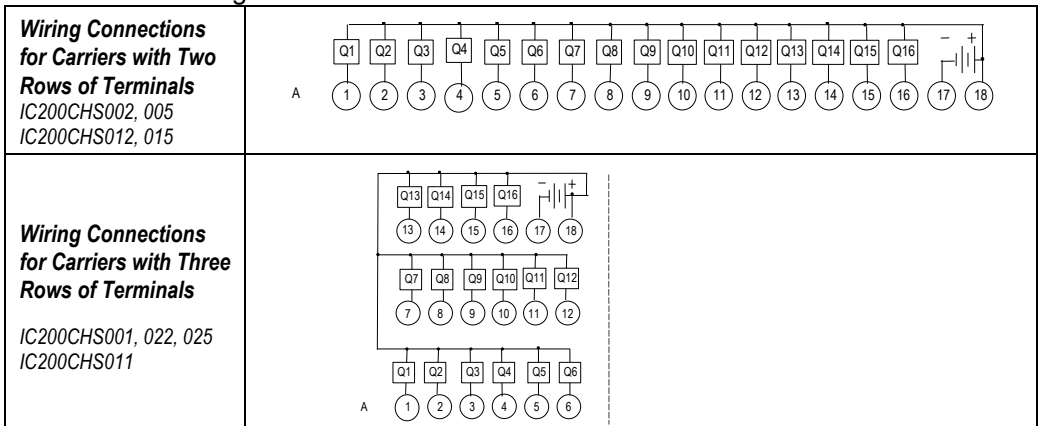 Wiring Connections
for Carriers with Two
Rows of Terminals
IC200CHS002, 005
IC200CHS012, 015
Q1 Q2 Q3 Q4 Q5 Q6 Q7 Q8 Q9 Q10 Q11 Q12 Q13 Q14 Q15 Q16 − +
A 1 2 3 4 5 6 7 8 9 10 11 12 13 14 15 16 17 18
Wiring Connections
for Carriers with Three
Rows of Terminals
IC200CHS001, 022, 025
IC200CHS011
Q13 Q14 Q15 Q16 − +
13 14 15 16 17 18
Q7 Q8 Q9 Q10 Q11 Q12
7 8 9 10 11 12
Q1 Q2 Q3 Q4 Q5 Q6
A 1 2 3 4 5 6